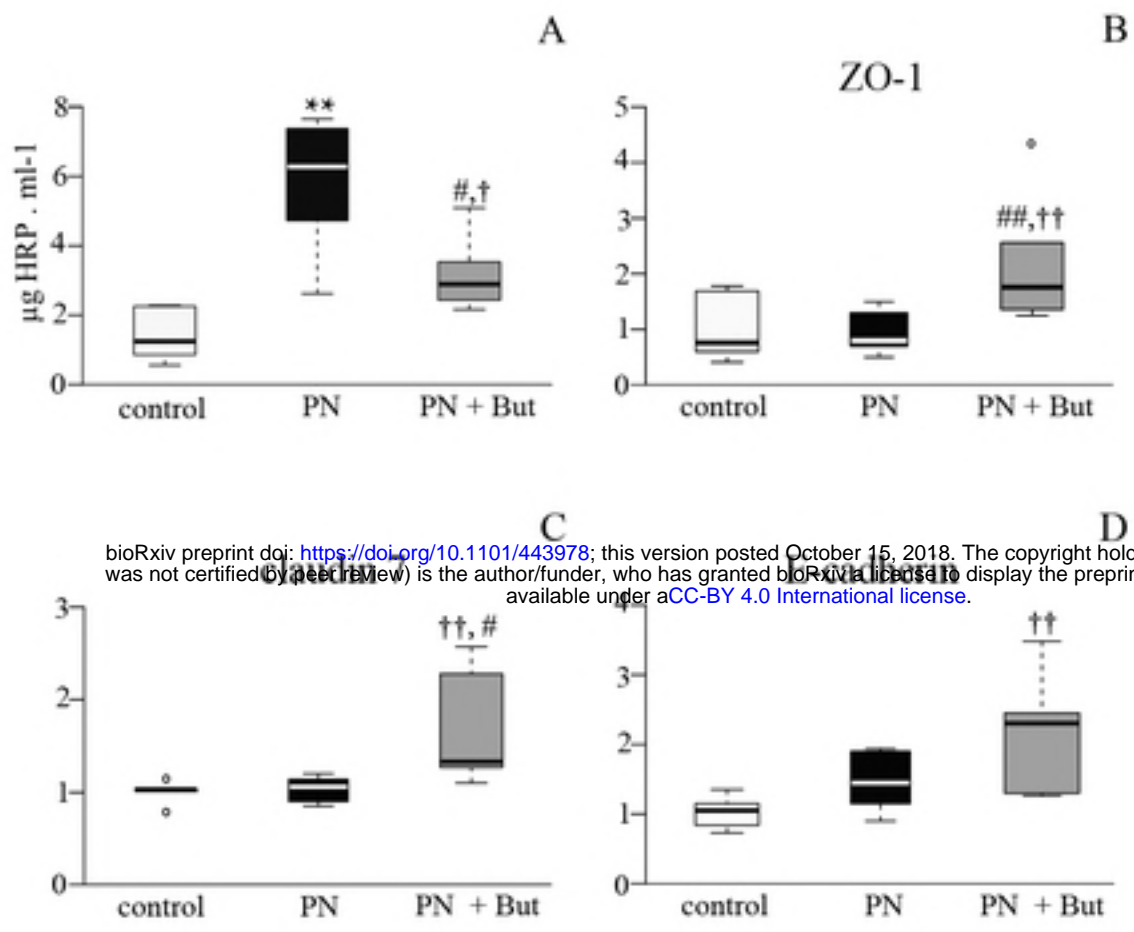 A
B
ZO-1
8
6
4
2
0
µg HRP . ml-1
**
#,†
control
PN
PN + But
5
4
3
2
1
0
##,††
control
PN
PN + But
C
D
bioRxiv preprint doi: https://doi.org/10.1101/443978; this version posted October 15, 2018. The copyright hold
was not certified by peer review) is the author/funder, who has granted bioRxiv a license to display the preprin
available under aCC-BY 4.0 International license.
claudin-7
E-cadherin
3
2
1
0
††, #
control
PN
PN + But
4
3
2
1
0
††
control
PN
PN + But